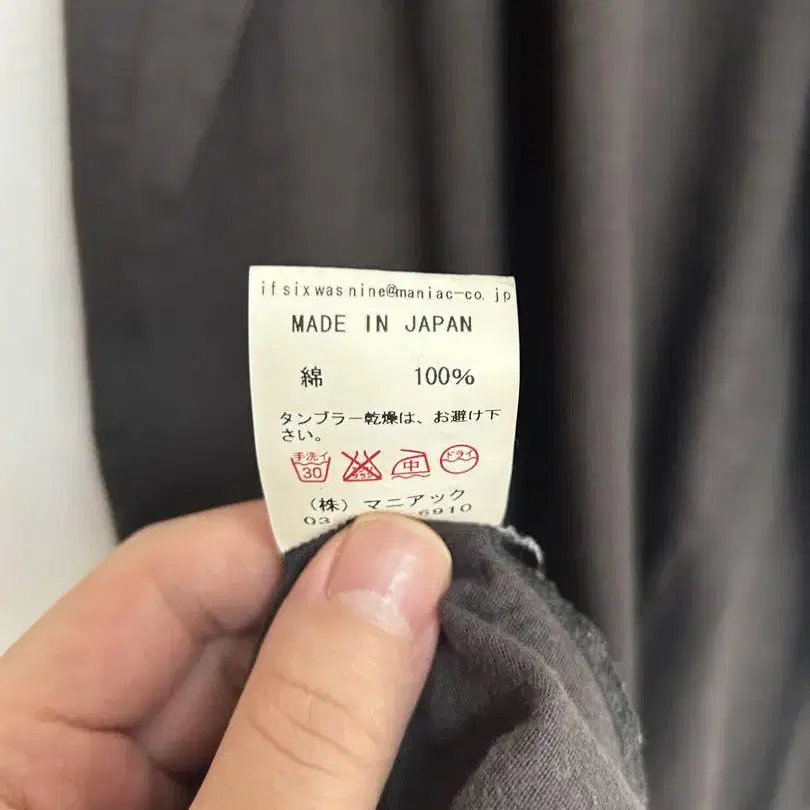 ifsixwasnine@maniac-co.jp
MADE IN JAPAN
綿 100%
タンブラー乾燥は、お避け下
さい。
手洗イ 30 中 ドライ
(株) マニアック
03 6910